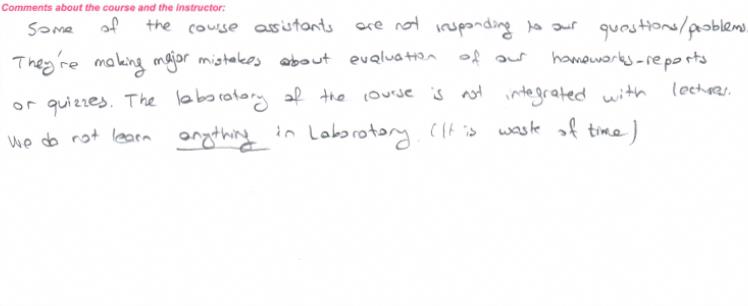 Comments about the course and the instructor:
Some of the course assistants are not responding to our questions/problems.
They're making major mistakes about evaluation of our homeworks-reports
or quizzes. The laboratory of the course is not integrated with lectures.
We do not learn anything in Laboratory. (It is waste of time)